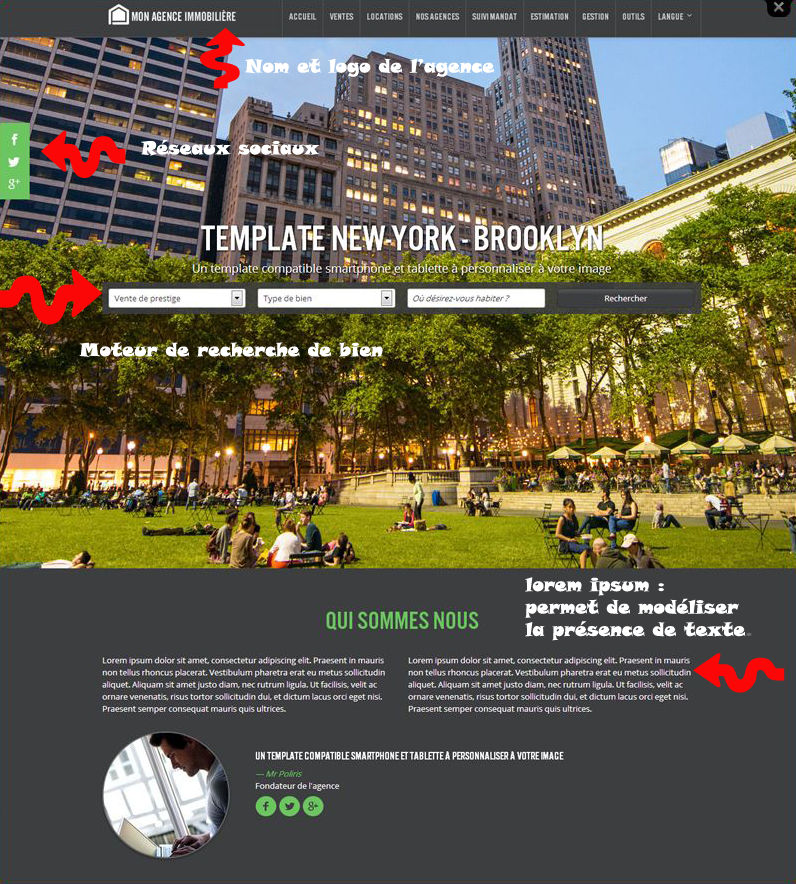 MON AGENCE IMMOBILIÈRE
ACCUEIL VENTES LOCATIONS NOS AGENCES SUIVI MANDAT ESTIMATION GESTION OUTILS LANGUE
Nom et logo de l'agence
Réseaux sociaux
TEMPLATE NEW-YORK - BROOKLYN
Un template compatible smartphone et tablette à personnaliser à votre image
Vente de prestige Type de bien Où désirez-vous habiter ? Rechercher
Moteur de recherche de bien
lorem ipsum :
permet de modéliser
la présence de texte
QUI SOMMES NOUS
Lorem ipsum dolor sit amet, consectetur adipiscing elit. Praesent in mauris
non tellus rhoncus placerat. Vestibulum pharetra erat eu metus sollicitudin
aliquet. Aliquam sit amet justo diam, nec rutrum ligula. Ut facilisis, velit ac
ornare venenatis, risus tortor sollicitudin dui, et dictum lacus orci eget nisi.
Praesent semper consequat mauris quis ultrices.
Lorem ipsum dolor sit amet, consectetur adipiscing elit. Praesent in mauris
non tellus rhoncus placerat. Vestibulum pharetra erat eu metus sollicitudin
aliquet. Aliquam sit amet justo diam, nec rutrum ligula. Ut facilisis, velit ac
ornare venenatis, risus tortor sollicitudin dui, et dictum lacus orci eget nisi.
Praesent semper consequat mauris quis ultrices.
UN TEMPLATE COMPATIBLE SMARTPHONE ET TABLETTE À PERSONNALISER À VOTRE IMAGE
— Mr Poliris
Fondateur de l'agence